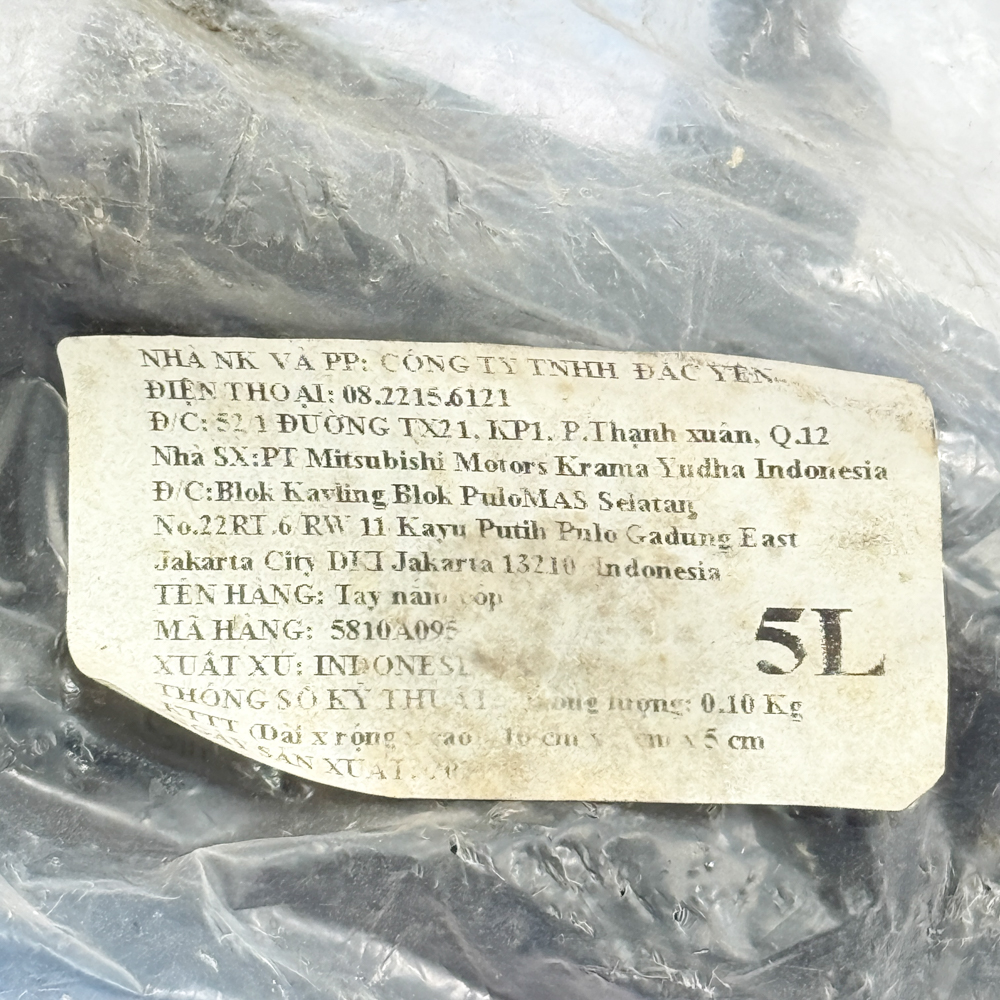 NHÀ NK VÀ PP: CÔNG TY TNHH ĐẮC YẾN
ĐIỆN THOẠI: 08.2215.6121
Đ/C: 52/1 ĐƯỜNG TX21, KP1, P.Thạnh xuân, Q.12
Nhà SX:PT Mitsubishi Motors Krama Yudha Indonesia
Đ/C:Blok Kavling Blok PuloMAS Selatan
No.22RT.6/RW 11 Kayu Putih Pulo Gadung East
Jakarta City DKI Jakarta 13210 Indonesia
TÊN HÀNG: Tay nắm cốp
MÃ HÀNG: 5810A095
5L
XUẤT XỨ: INDONESI
THÔNG SỐ KỸ THUẬT: lượng: 0.10 Kg
(Dài x rộng x cao): 10 cm x cm x 5 cm
SẢN XUẤT: